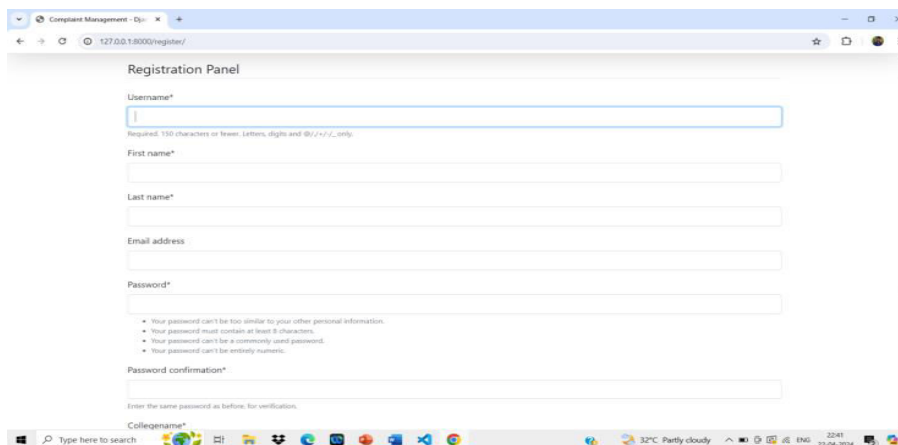 Complaint Management - Dja
127.0.0.1:8000/register/
Registration Panel
Username*
Required. 150 characters or fewer. Letters, digits and @/./+/-/_ only.
First name*
Last name*
Email address
Password*
Your password can't be too similar to your other personal information.
Your password must contain at least 8 characters.
Your password can't be a commonly used password.
Your password can't be entirely numeric.
Password confirmation*
Enter the same password as before, for verification.
Collegename*
Type here to search
32°C Partly cloudy
ENG
22:41
22-04-2024